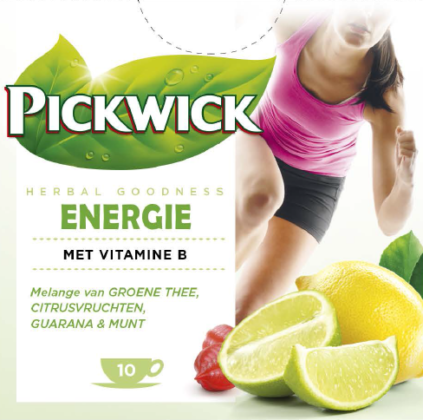 PICKWICK
HERBAL GOODNESS
ENERGIE
MET VITAMINE B
Melange van GROENE THEE,
CITRUSVRUCHTEN,
GUARANA & MUNT
10